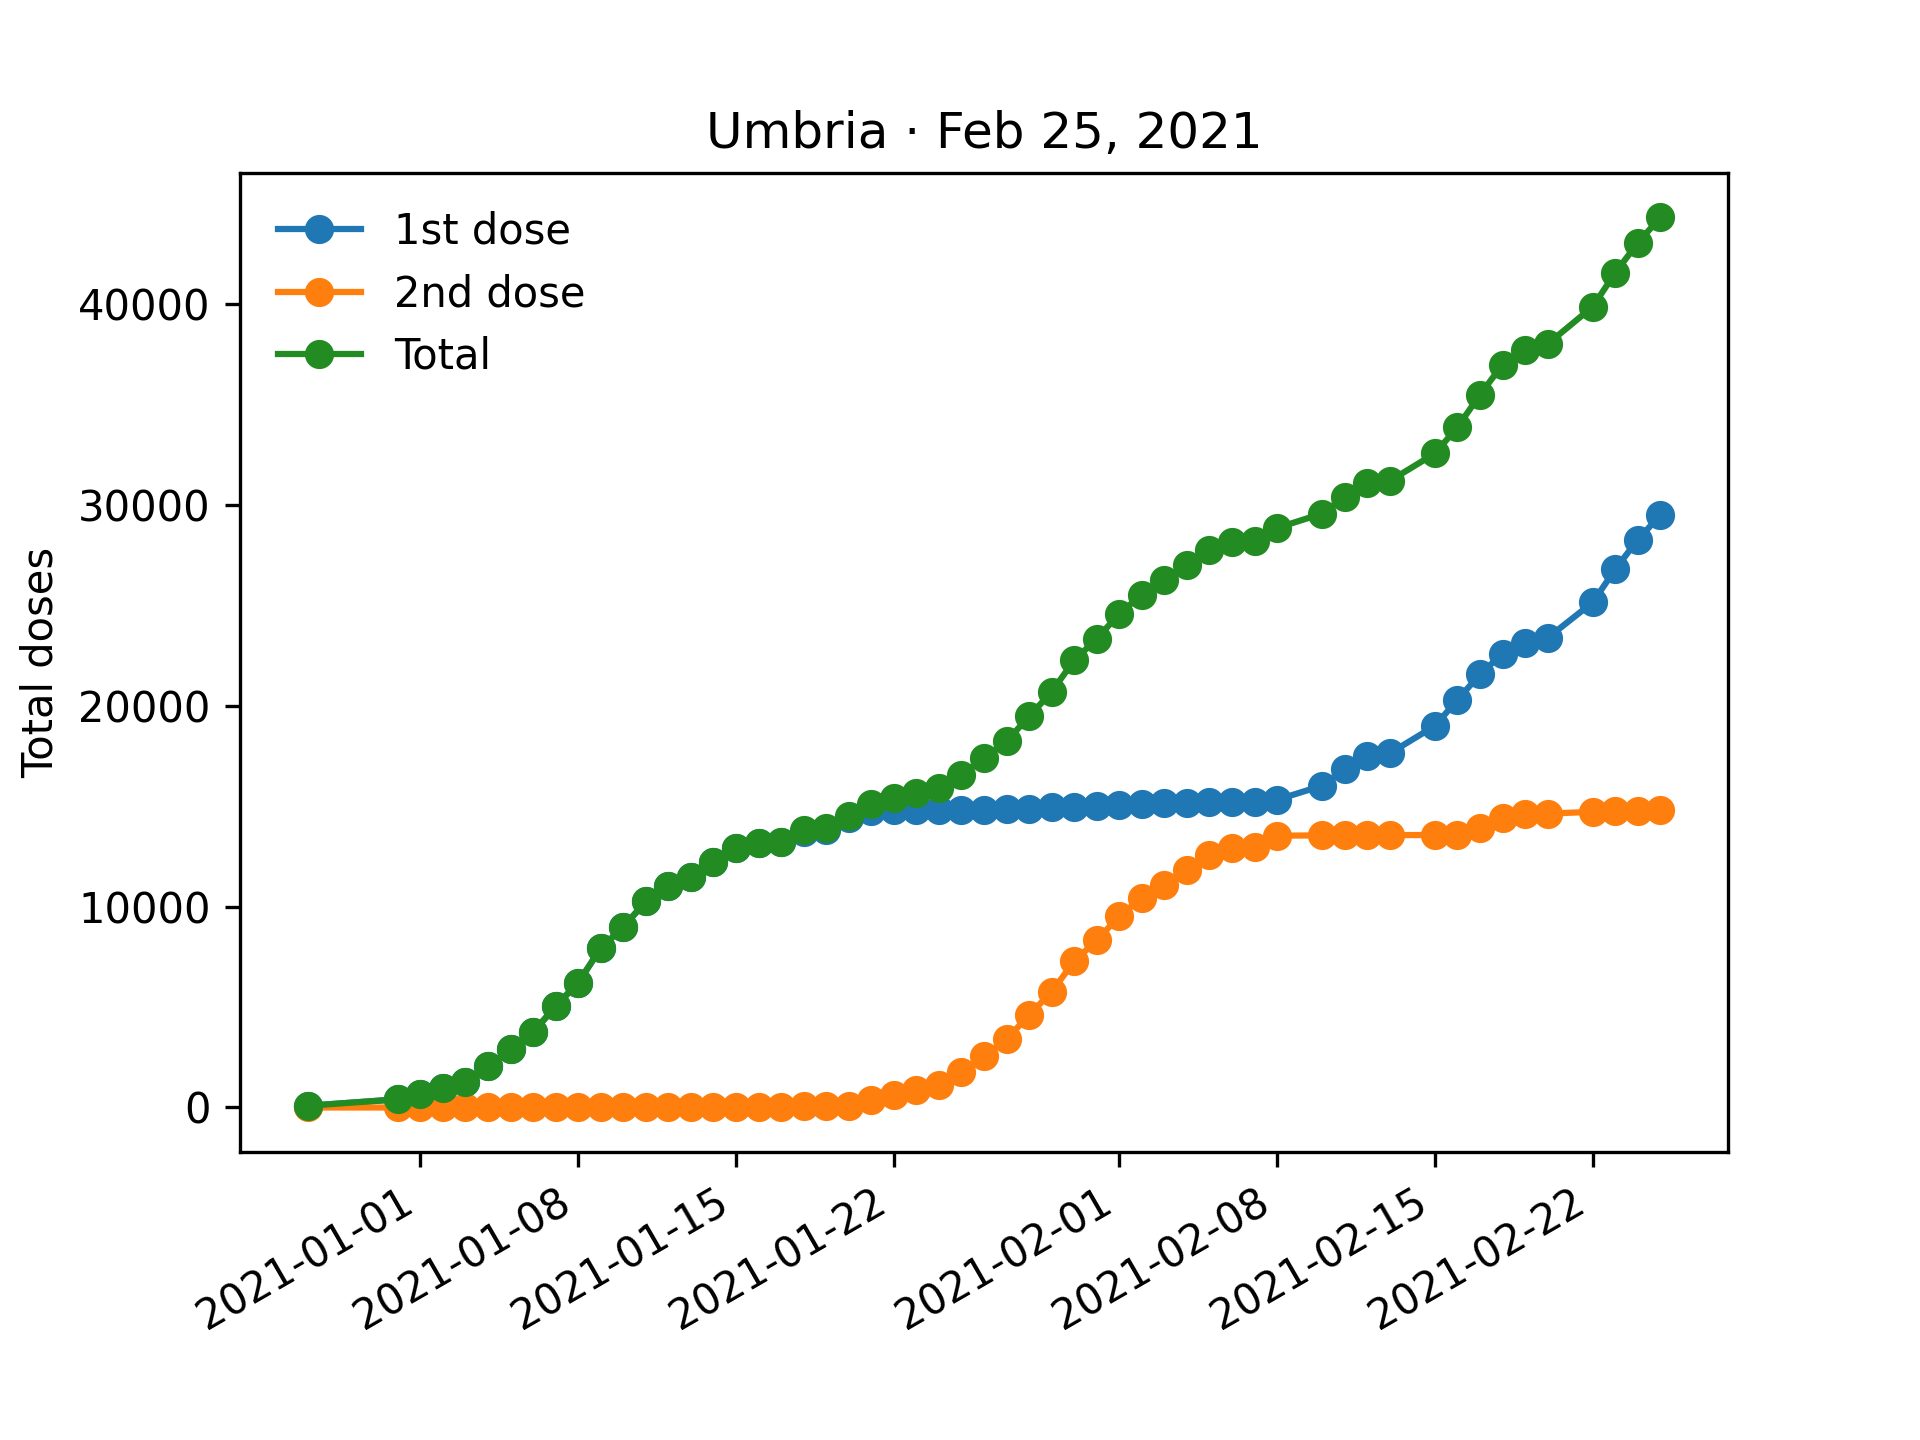 Umbria · Feb 25, 2021
1st dose
2nd dose
Total
Total doses
40000
30000
20000
10000
0
2021-01-01
2021-01-08
2021-01-15
2021-01-22
2021-02-01
2021-02-08
2021-02-15
2021-02-22